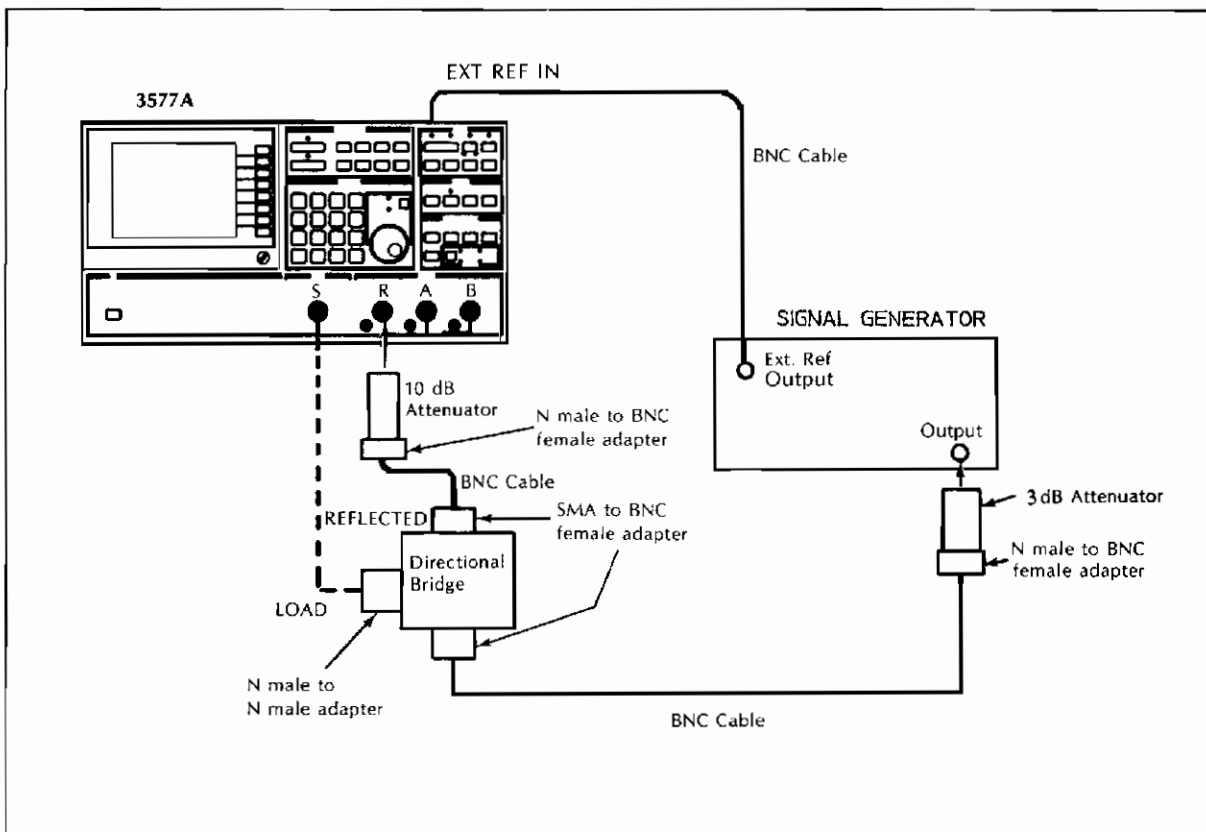 EXT REF IN
3577A
BNC Cable
S
R
A
B
SIGNAL GENERATOR
Ext. Ref
Output
10 dB
Attenuator
N male to BNC
female adapter
Output
BNC Cable
3 dB Attenuator
REFLECTED
SMA to BNC
female adapter
N male to BNC
female adapter
Directional
Bridge
LOAD
N male to
N male adapter
BNC Cable